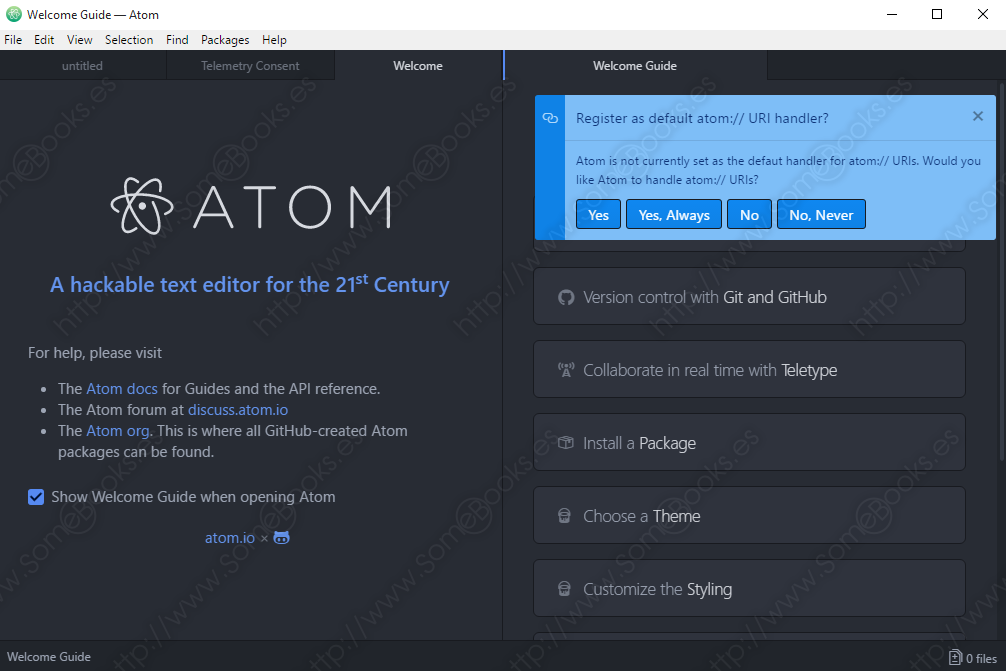 Welcome Guide — Atom
File Edit View Selection Find Packages Help
untitled
Telemetry Consent
Welcome
Welcome Guide
ATOM
A hackable text editor for the 21st Century
For help, please visit
• The Atom docs for Guides and the API reference.
• The Atom forum at discuss.atom.io
• The Atom org. This is where all GitHub-created Atom
packages can be found.
Show Welcome Guide when opening Atom
atom.io ×
Register as default atom:// URI handler?
Atom is not currently set as the defaut handler for atom:// URIs. Would you
like Atom to handle atom:// URIs?
Yes
Yes, Always
No
No, Never
Version control with Git and GitHub
Collaborate in real time with Teletype
Install a Package
Choose a Theme
Customize the Styling
Welcome Guide
0 files
http://www.SomeBooks.es